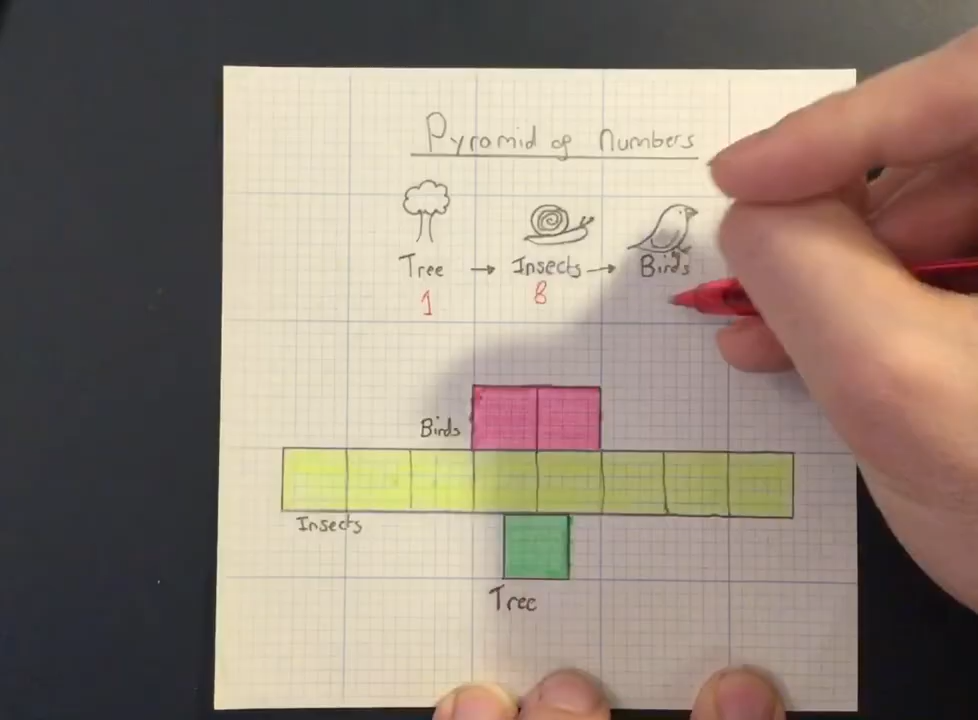 Pyramid of Numbers
Tree → Insects → Birds
1 8
Birds
Insects
Tree